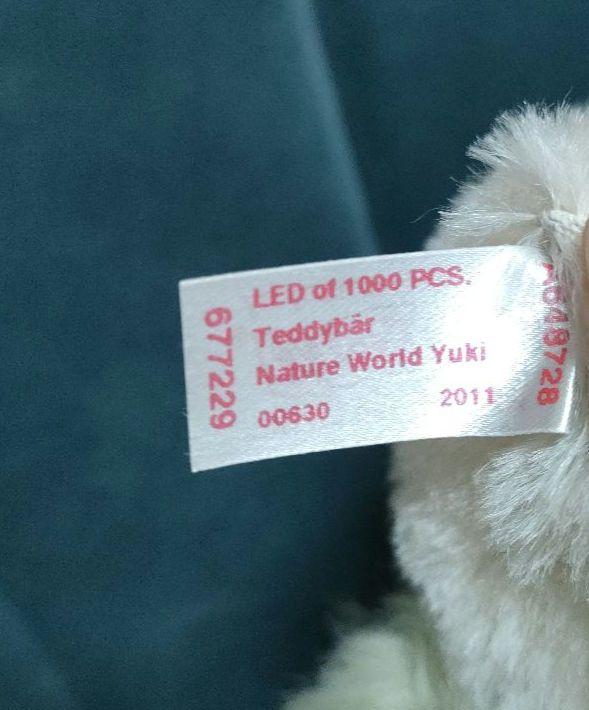 LED of 1000 PCS.
Teddybär
Nature World Yuki
00630 2011
677229